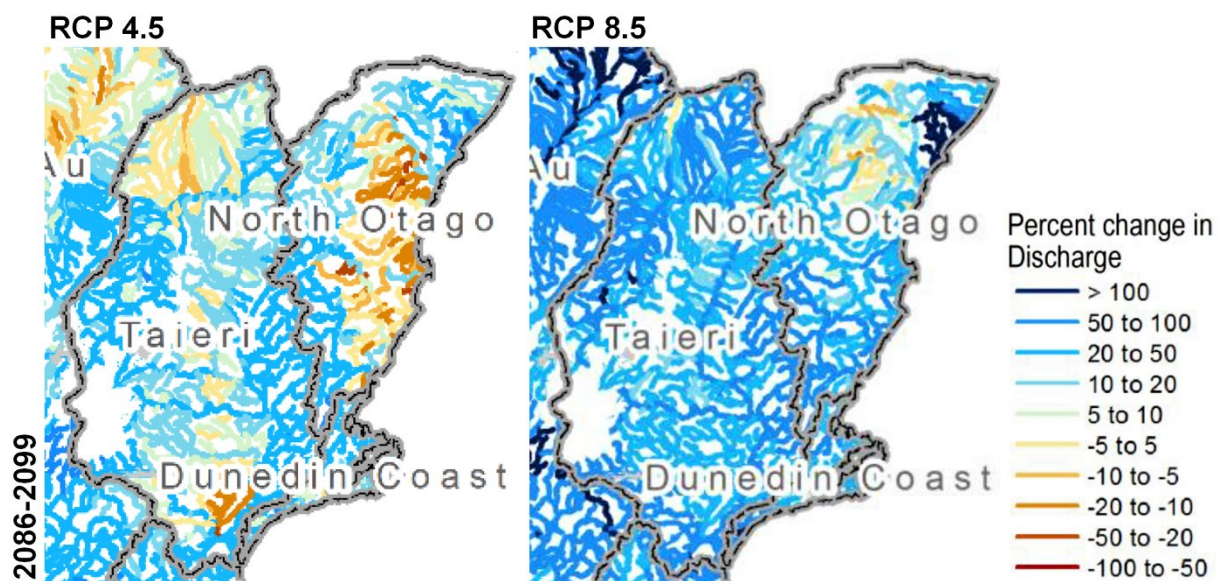 RCP 4.5
RCP 8.5
Au
Au
North Otago
North Otago
Taieri
Taieri
Dunedin Coast
Dunedin Coast
2086-2099
Percent change in
Discharge
> 100
50 to 100
20 to 50
10 to 20
5 to 10
-5 to 5
-10 to -5
-20 to -10
-50 to -20
-100 to -50